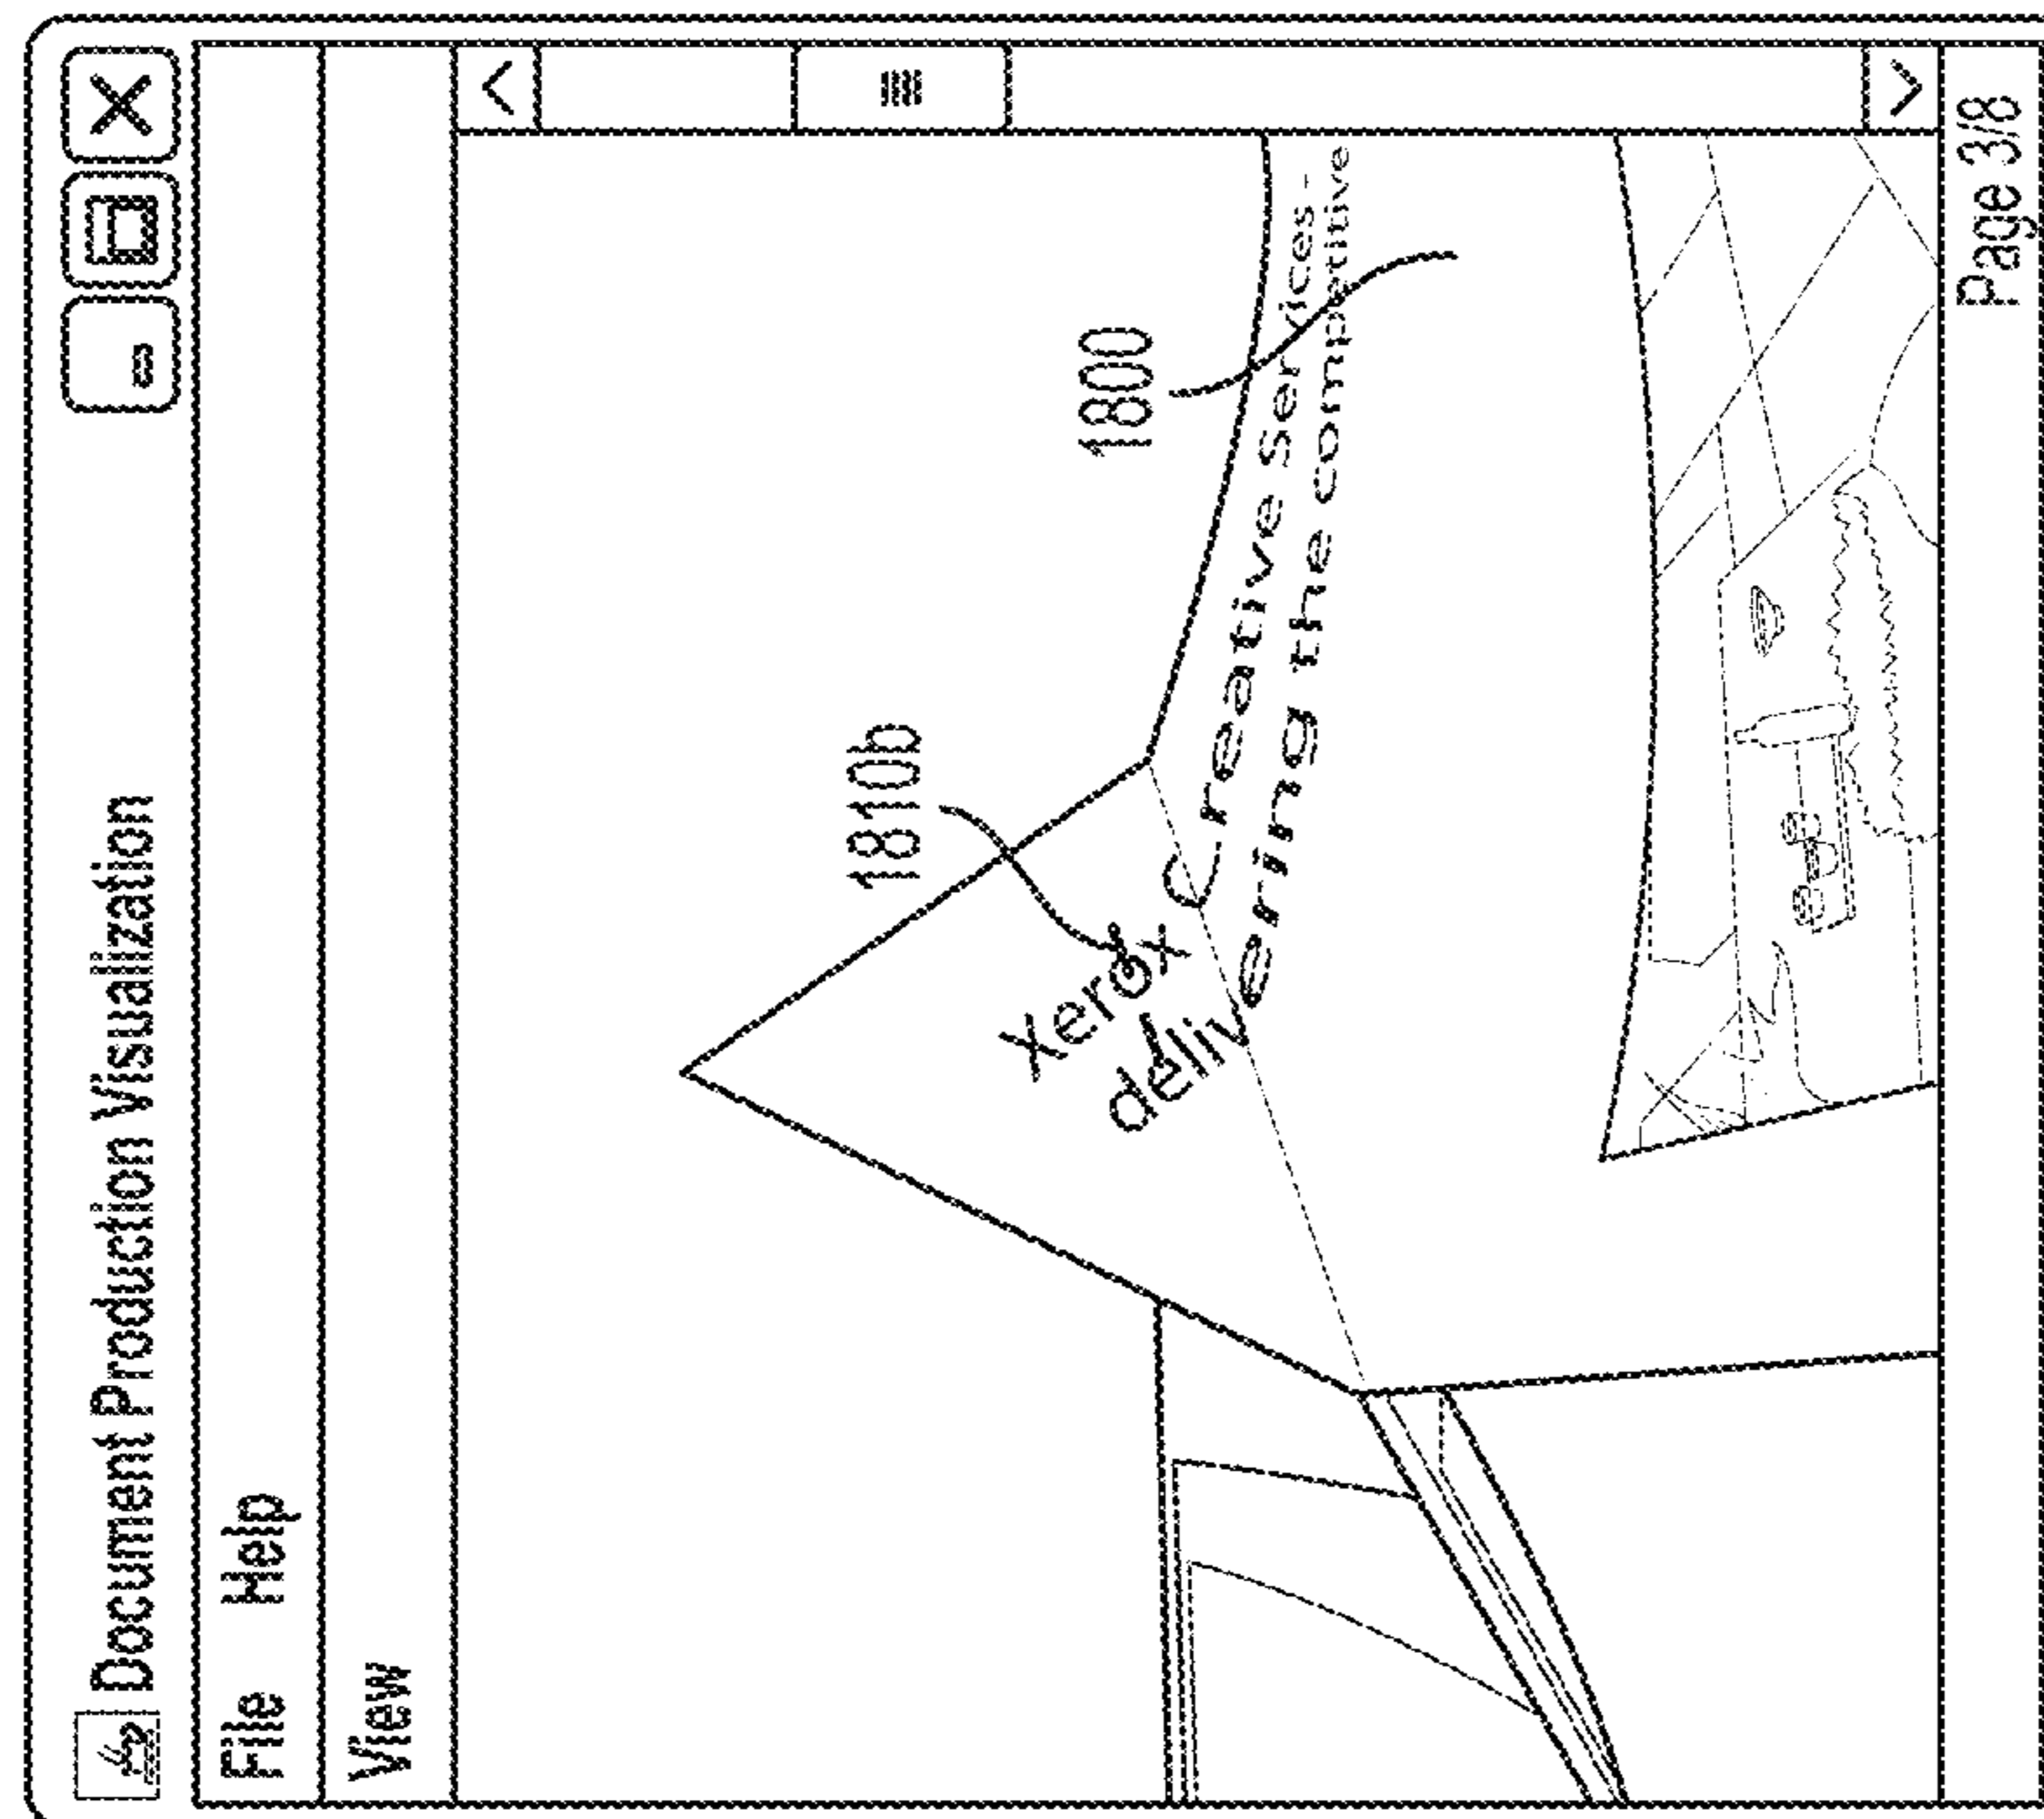 Document Production Visualization
File Help
View
1810b
1800
Xerox Creative Services -
delivering the competitive
Page 3/8